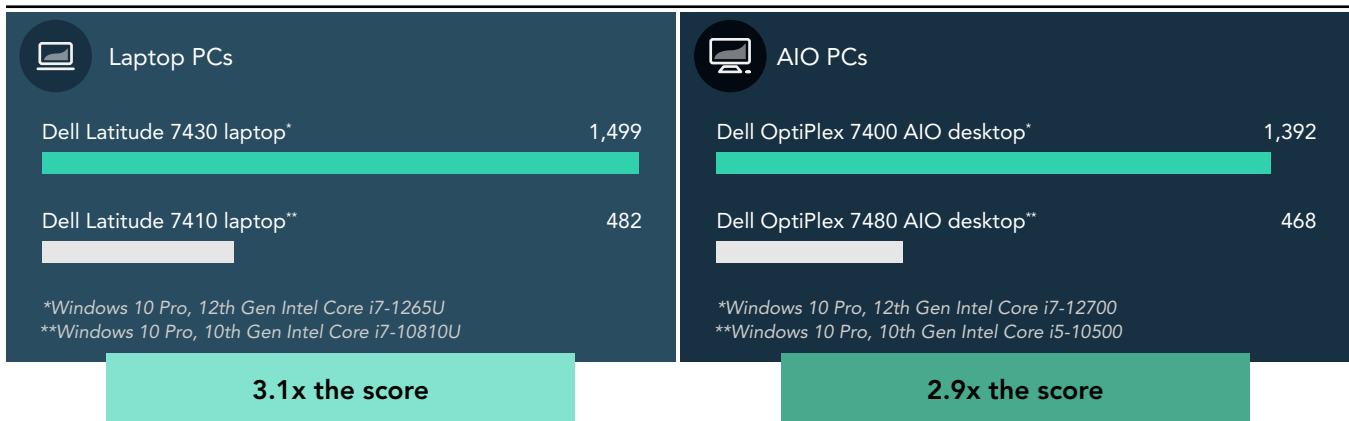 Laptop PCs
Dell Latitude 7430 laptop* 1,499
Dell Latitude 7410 laptop** 482
*Windows 10 Pro, 12th Gen Intel Core i7-1265U
**Windows 10 Pro, 10th Gen Intel Core i7-10810U
3.1x the score
AIO PCs
Dell OptiPlex 7400 AIO desktop* 1,392
Dell OptiPlex 7480 AIO desktop** 468
*Windows 10 Pro, 12th Gen Intel Core i7-12700
**Windows 10 Pro, 10th Gen Intel Core i5-10500
2.9x the score